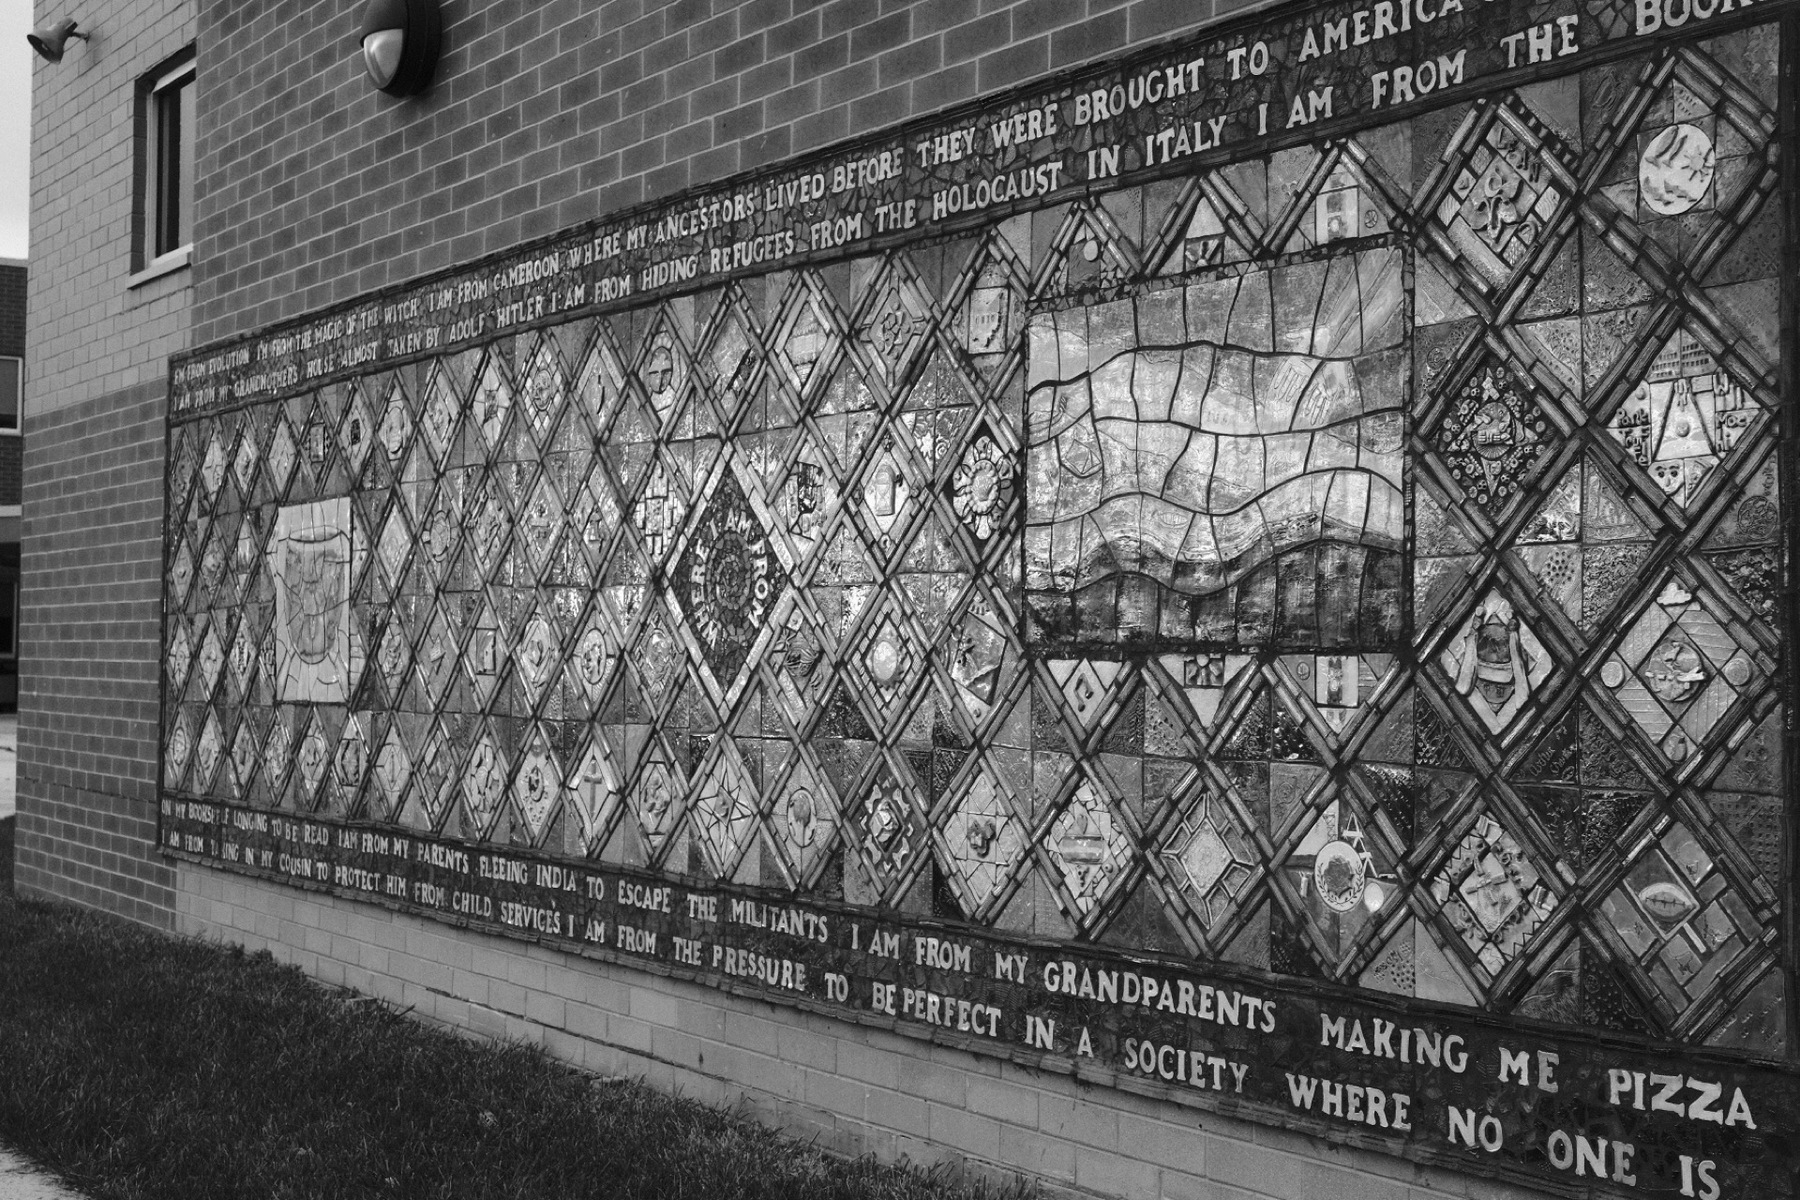 I'M FROM EVOLUTION I'M FROM THE MAGIC OF THE WITCH I AM FROM CAMEROON WHERE MY ANCESTORS LIVED BEFORE THEY WERE BROUGHT TO AMERICA
I AM FROM MY GRANDMOTHERS HOUSE ALMOST TAKEN BY ADOLF HITLER I AM FROM HIDING REFUGEES FROM THE HOLOCAUST IN ITALY I AM FROM THE BOOKS
WHERE I AM FROM
ON MY BOOKSHELF LONGING TO BE READ I AM FROM MY PARENTS FLEEING INDIA TO ESCAPE THE MILITANTS I AM FROM MY GRANDPARENTS MAKING ME PIZZA
I AM FROM TAKING IN MY COUSIN TO PROTECT HIM FROM CHILD SERVICES I AM FROM THE PRESSURE TO BE PERFECT IN A SOCIETY WHERE NO ONE IS